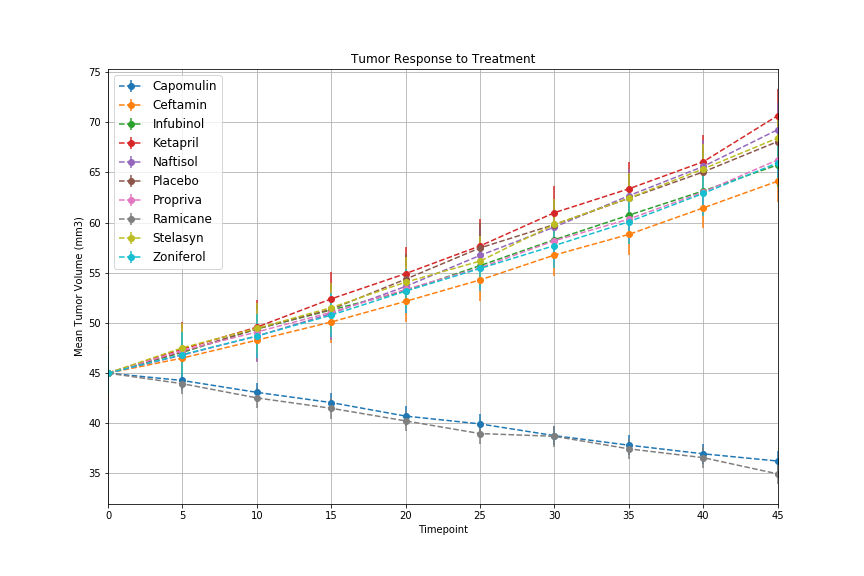 Tumor Response to Treatment
75
70
65
60
55
50
45
40
35
Mean Tumor Volume (mm3)
Capomulin
Ceftamin
Infubinol
Ketapril
Naftisol
Placebo
Propriva
Ramicane
Stelasyn
Zoniferol
0 5 10 15 20 25 30 35 40 45
Timepoint